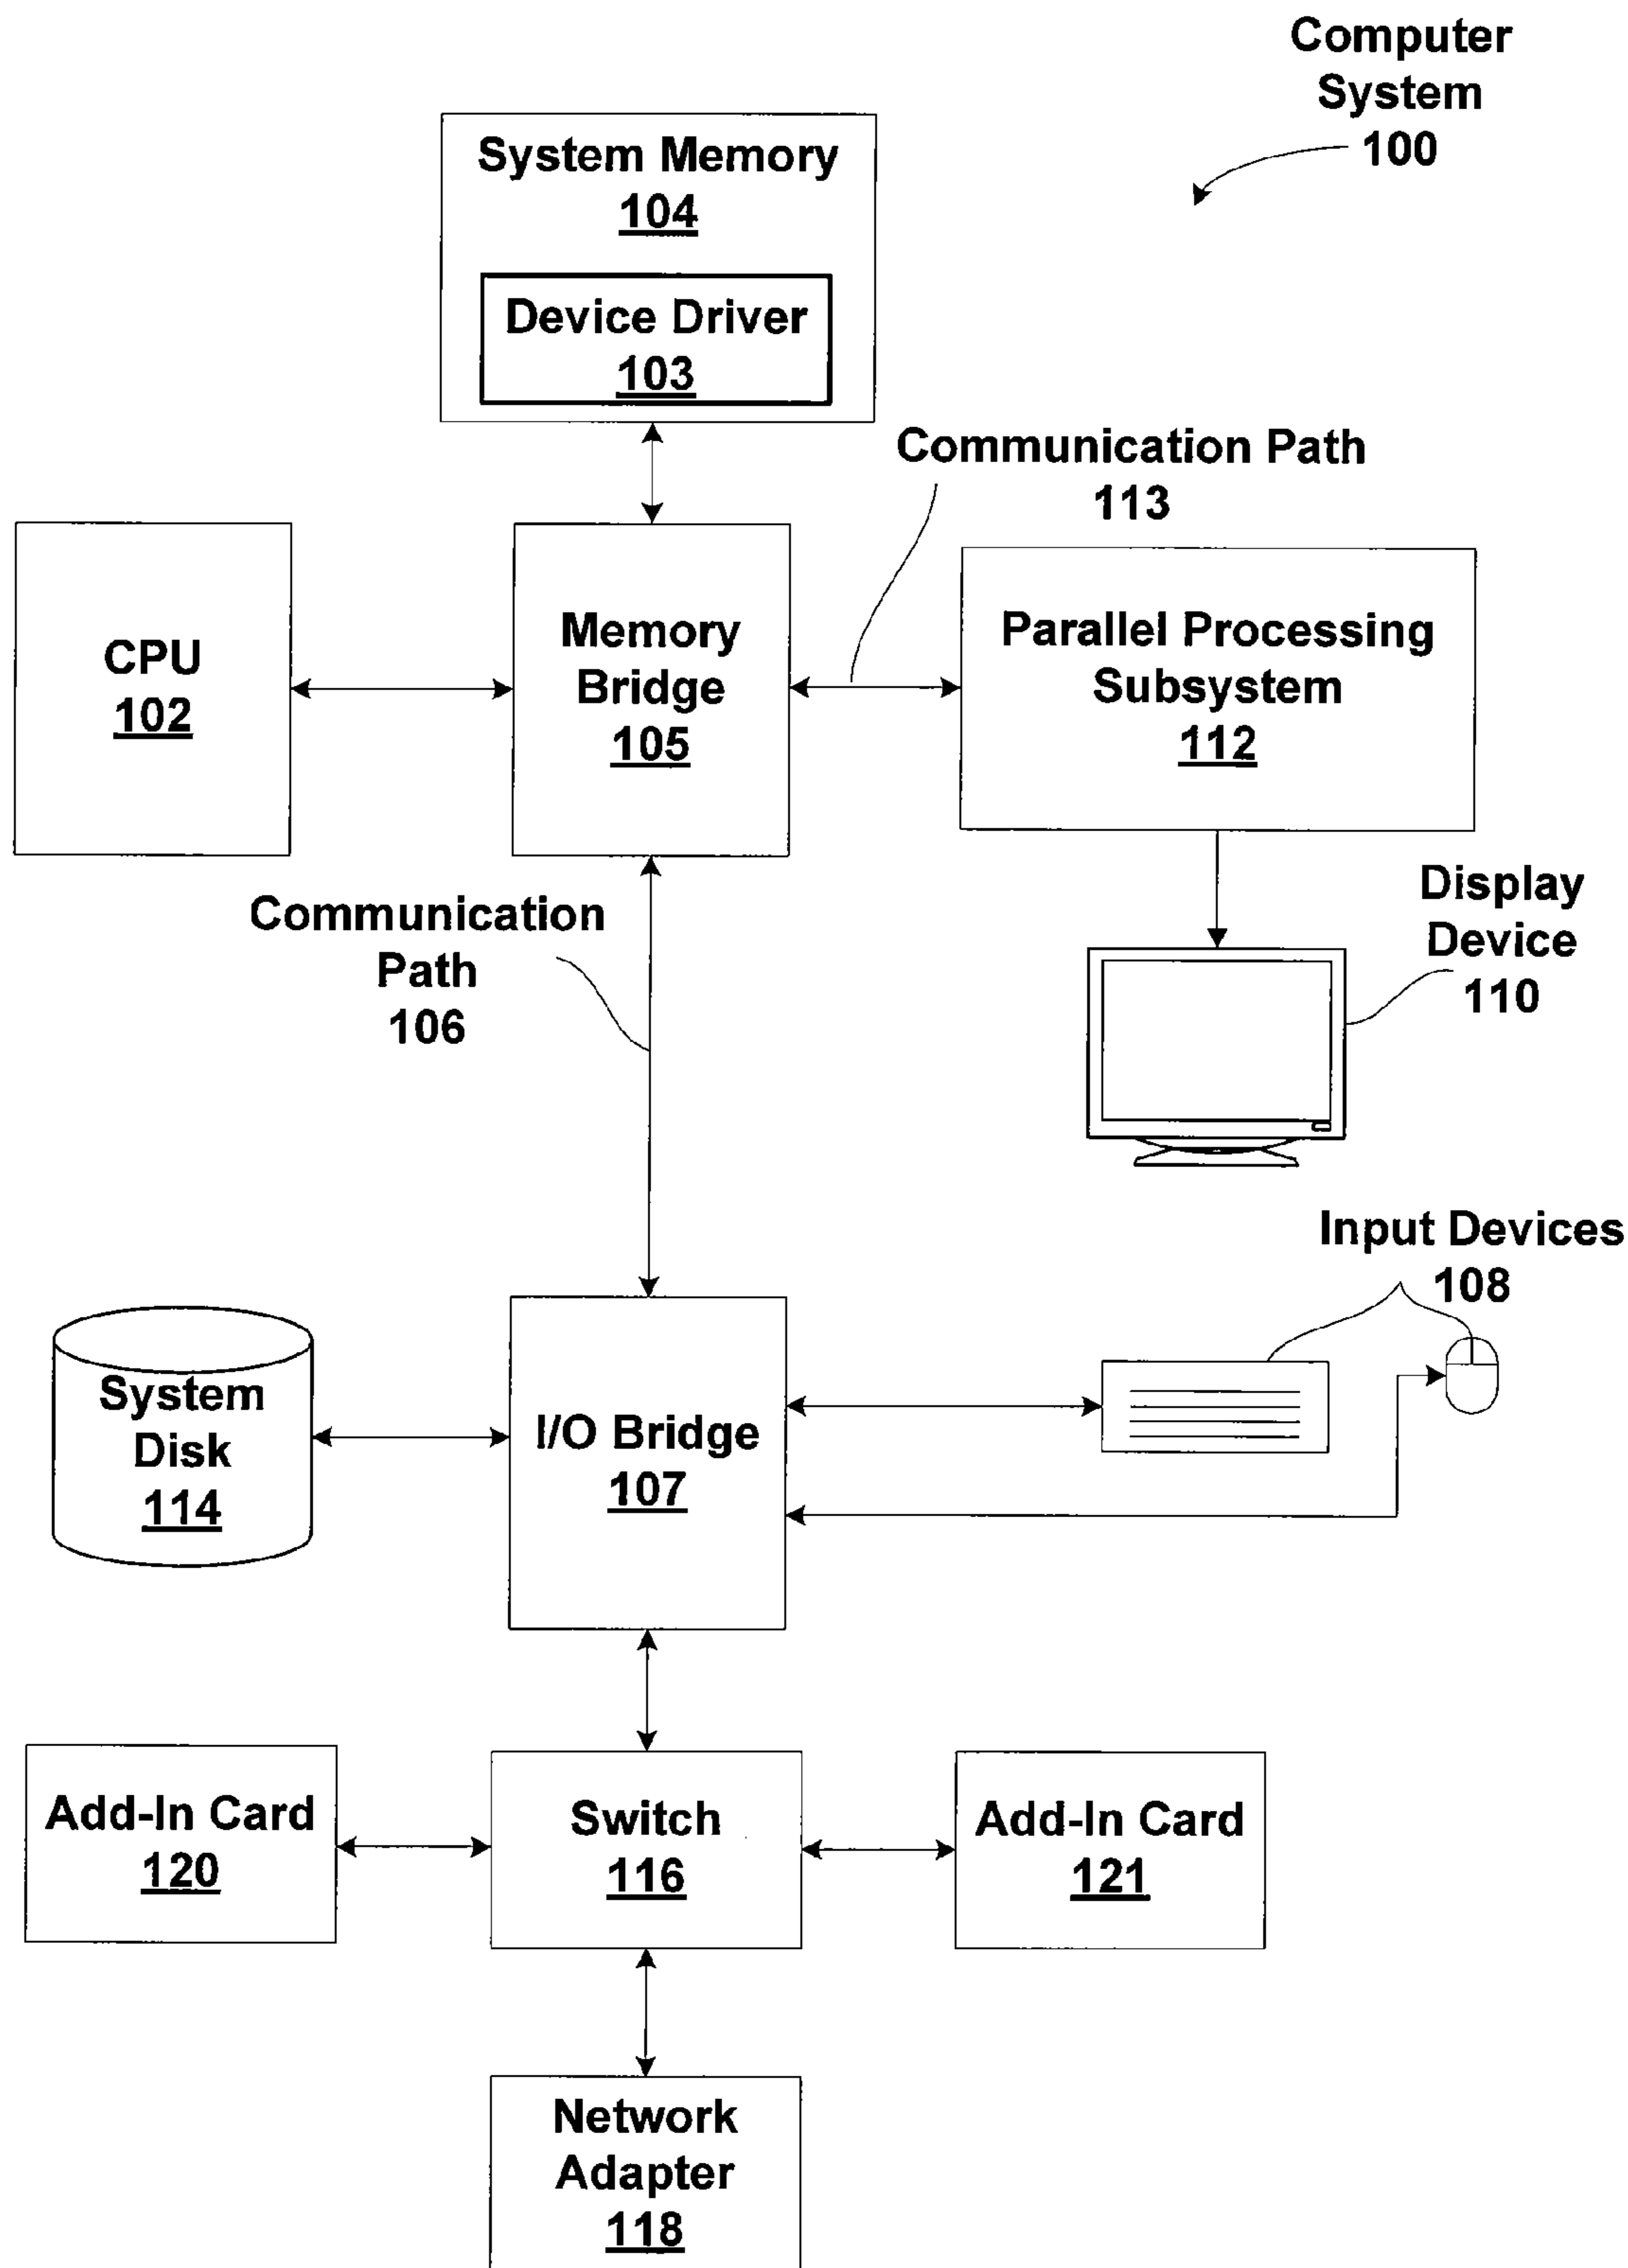 Computer
System
100
System Memory
104
Device Driver
103
Communication Path
113
CPU
102
Memory
Bridge
105
Parallel Processing
Subsystem
112
Communication
Path
106
Display
Device
110
Input Devices
108
System
Disk
114
I/O Bridge
107
Add-In Card
120
Switch
116
Add-In Card
121
Network
Adapter
118